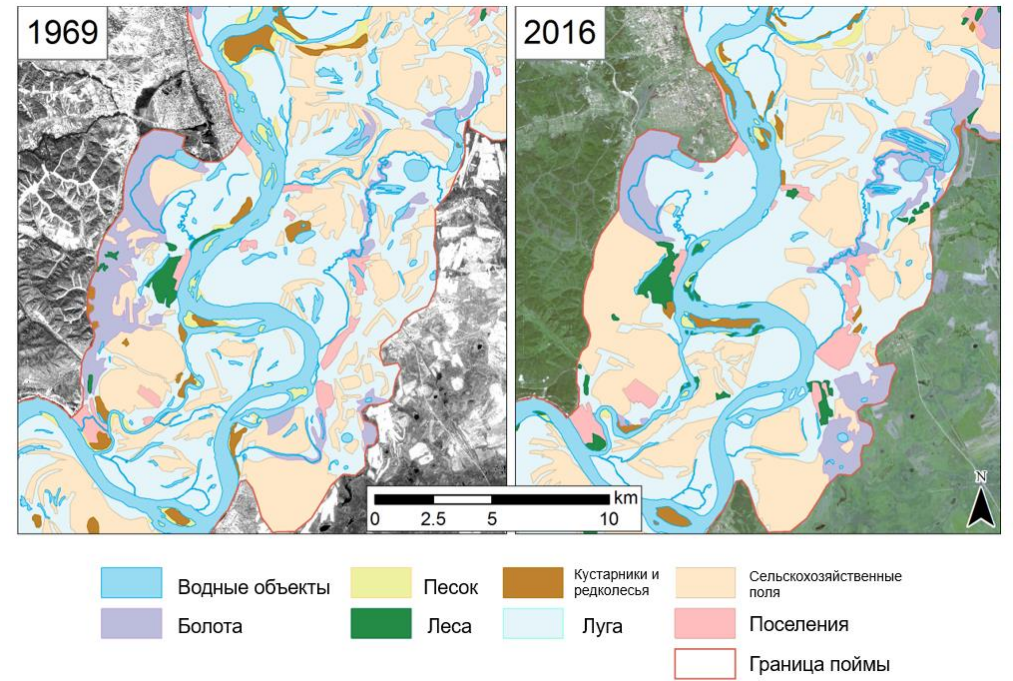 1969
2016
N
km
0 2.5 5 10
Водные объекты
Песок
Кустарники и
редколесья
Сельскохозяйственные
поля
Болота
Леса
Луга
Поселения
Граница поймы